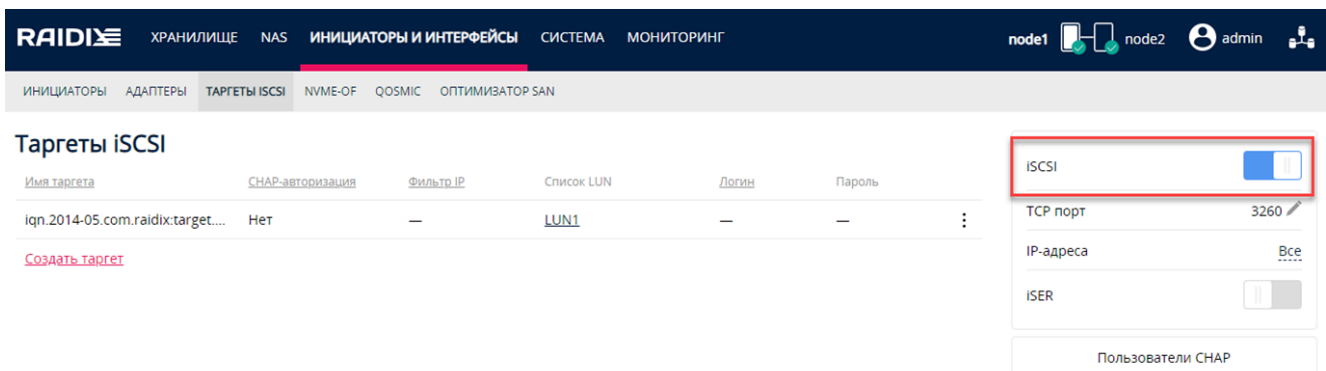 RAIDIX ХРАНИЛИЩЕ NAS ИНИЦИАТОРЫ И ИНТЕРФЕЙСЫ СИСТЕМА МОНИТОРИНГ node1 node2 admin
ИНИЦИАТОРЫ АДАПТЕРЫ ТАРГЕТЫ ISCSI NVME-OF QOSMIC ОПТИМИЗАТОР SAN
Таргеты iSCSI
Имя таргета CHAP-авторизация Фильтр IP Список LUN Логин Пароль
iqn.2014-05.com.raidix:target.... Нет — LUN1 — —
Создать таргет
iSCSI
TCP порт 3260
IP-адреса Все
iSER
Пользователи CHAP